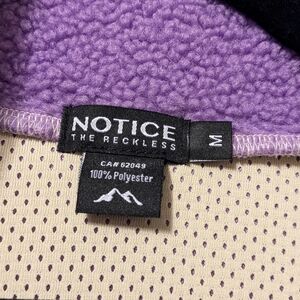 NOTICE
THE RECKLESS
M
CA# 62049
100% Polyester